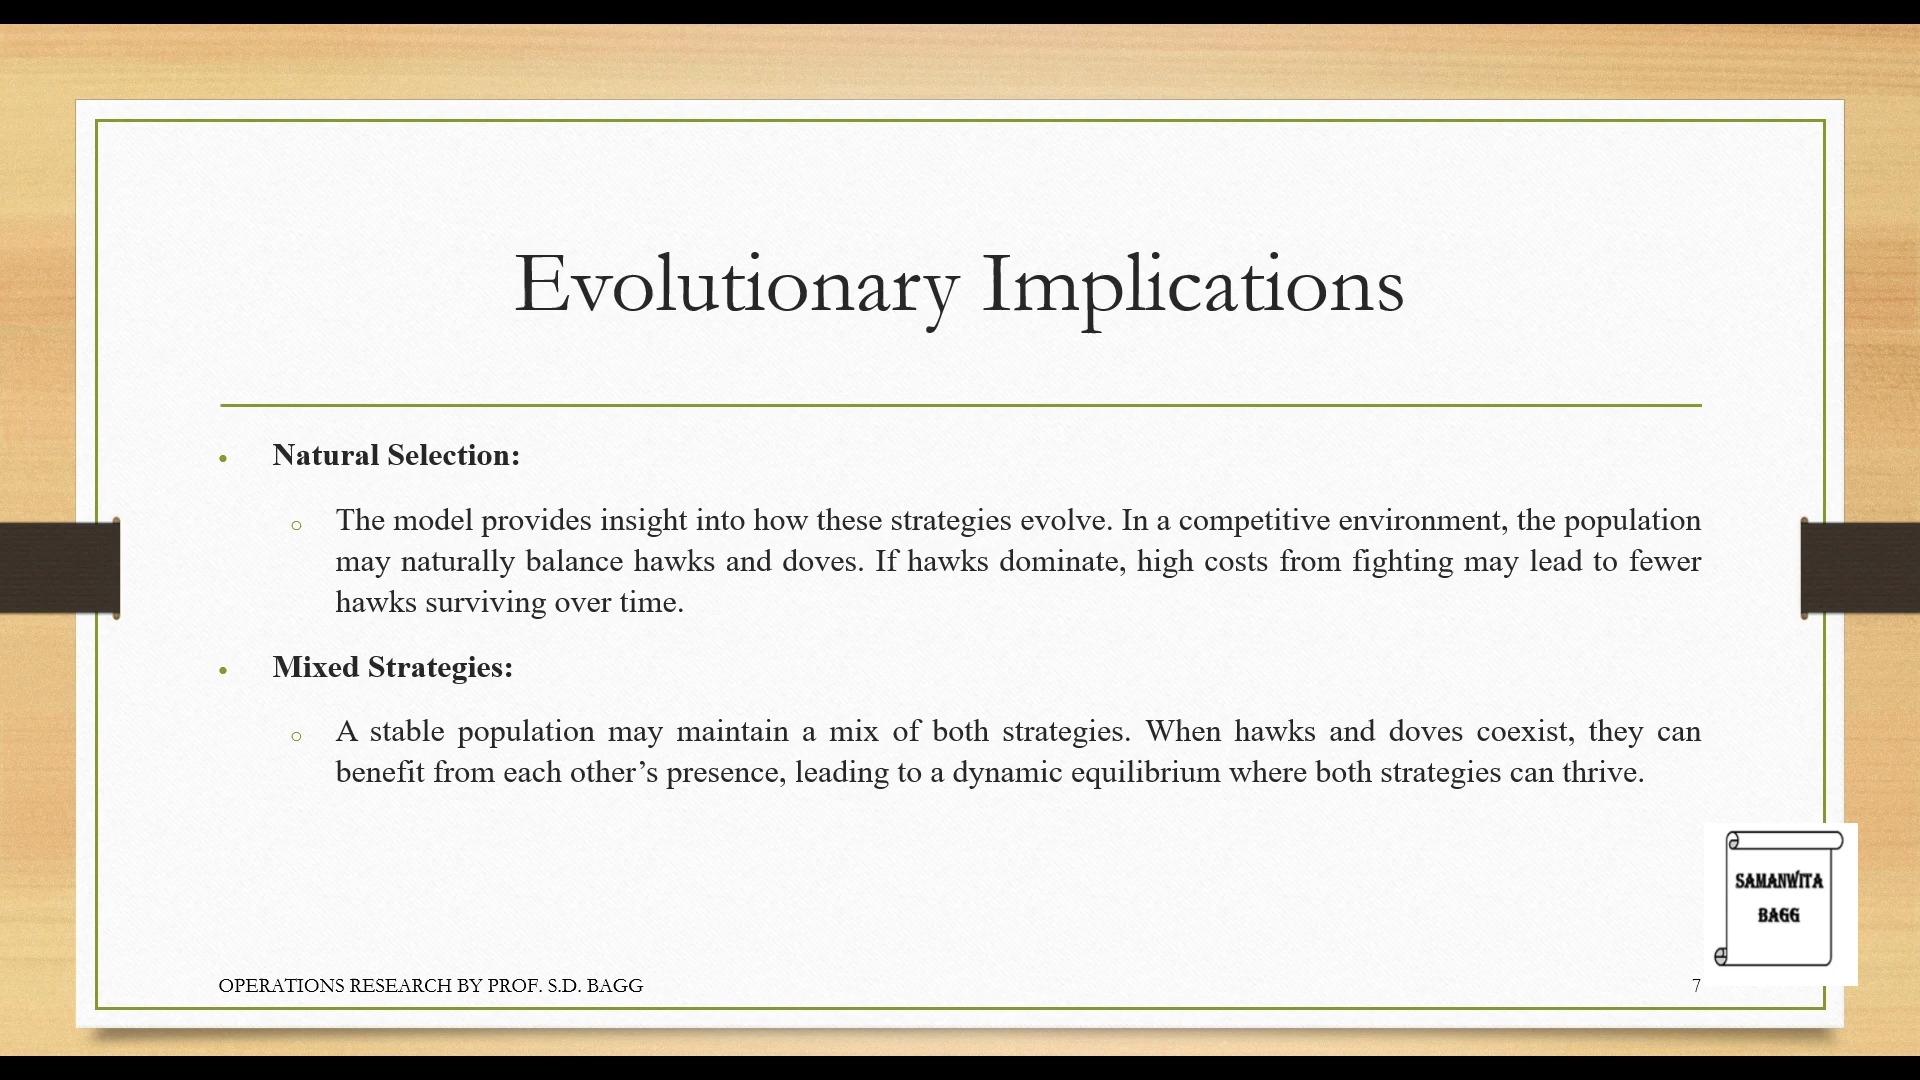 Evolutionary Implications
• Natural Selection:
○ The model provides insight into how these strategies evolve. In a competitive environment, the population
may naturally balance hawks and doves. If hawks dominate, high costs from fighting may lead to fewer
hawks surviving over time.
• Mixed Strategies:
○ A stable population may maintain a mix of both strategies. When hawks and doves coexist, they can
benefit from each other’s presence, leading to a dynamic equilibrium where both strategies can thrive.
SAMANWITA
BAGG
OPERATIONS RESEARCH BY PROF. S.D. BAGG
7